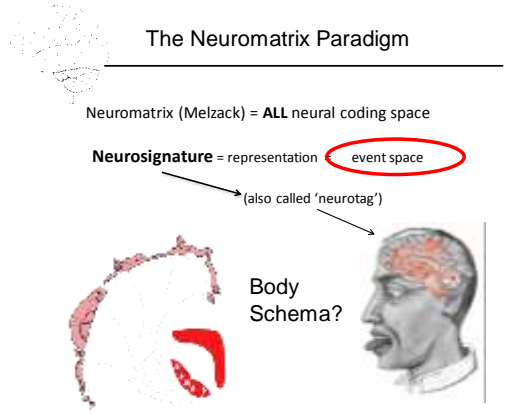 The Neuromatrix Paradigm
Neuromatrix (Melzack) = ALL neural coding space
Neurosignature = representation = event space
(also called ‘neurotag’)
Body
Schema?